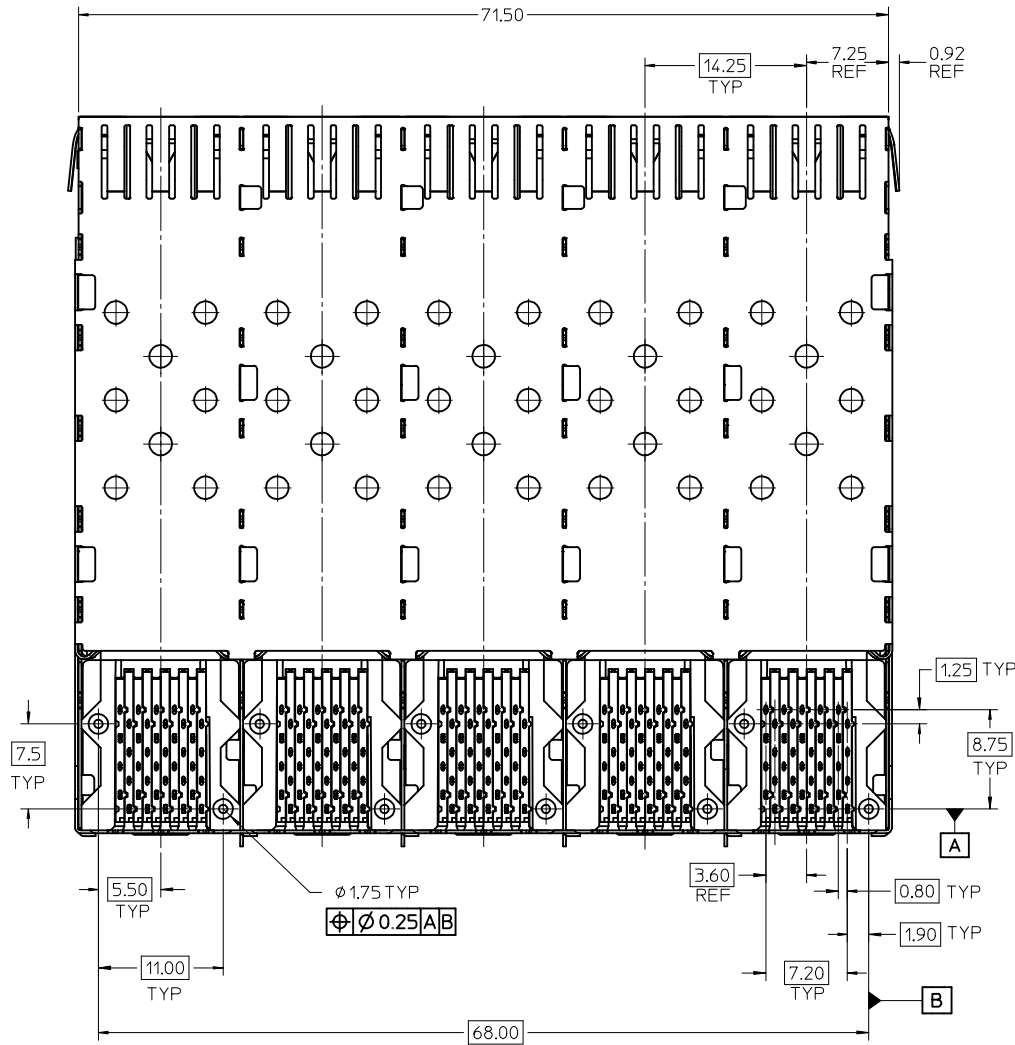 71.50
14.25
TYP
7.25
REF
0.92
REF
1.25 TYP
7.5
TYP
8.75
TYP
A
5.50
TYP
Ø1.75 TYP
⌖ Ø 0.25 A B
3.60
REF
0.80 TYP
1.90 TYP
11.00
TYP
7.20
TYP
B
68.00